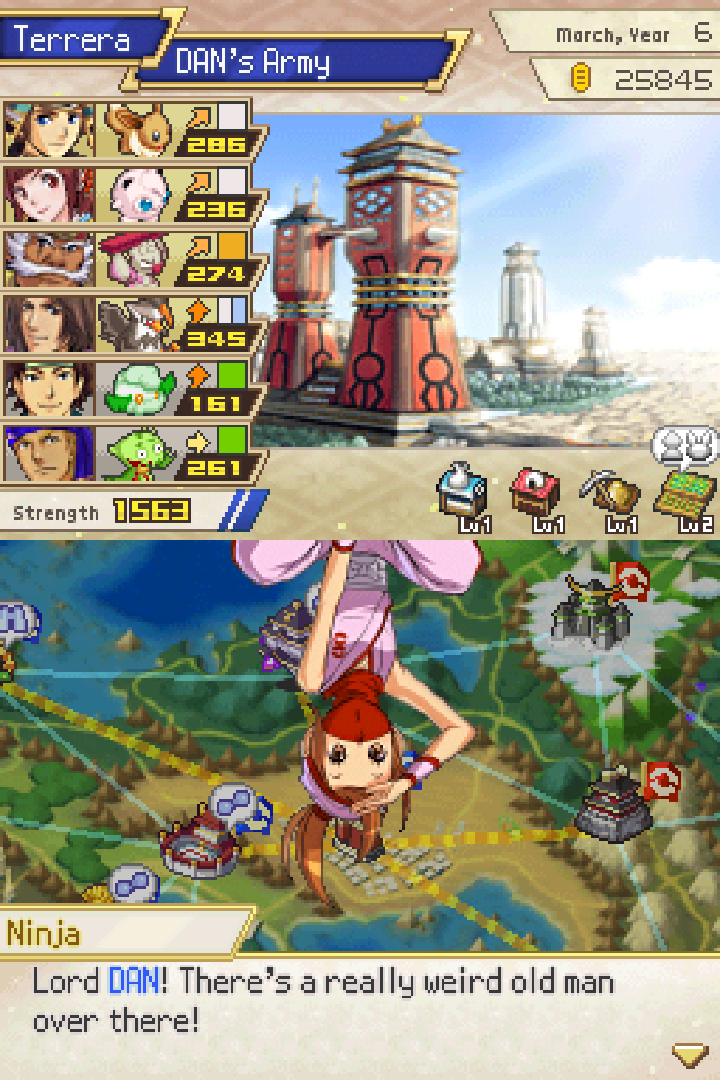 Terrera
DAN's Army
March, Year 6
25845
286
236
274
345
161
261
Strength 1563
Lv1
Lv1
Lv1
Lv2
Ninja
Lord DAN! There's a really weird old man
over there!